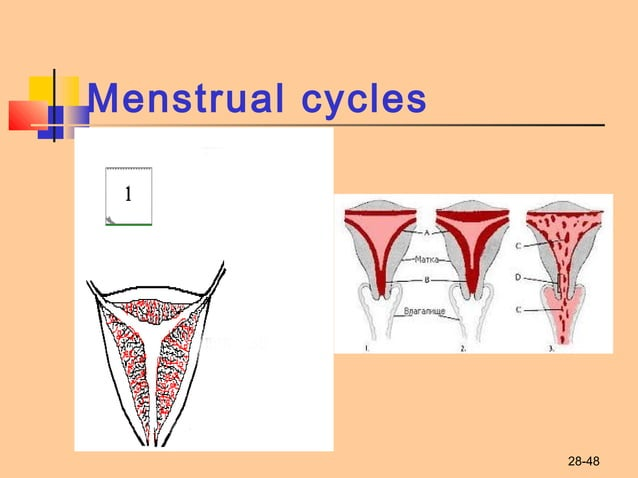 Menstrual cycles
1
A
C
Матка
B
D
Влагалище
C
1.
2.
3.
28-48